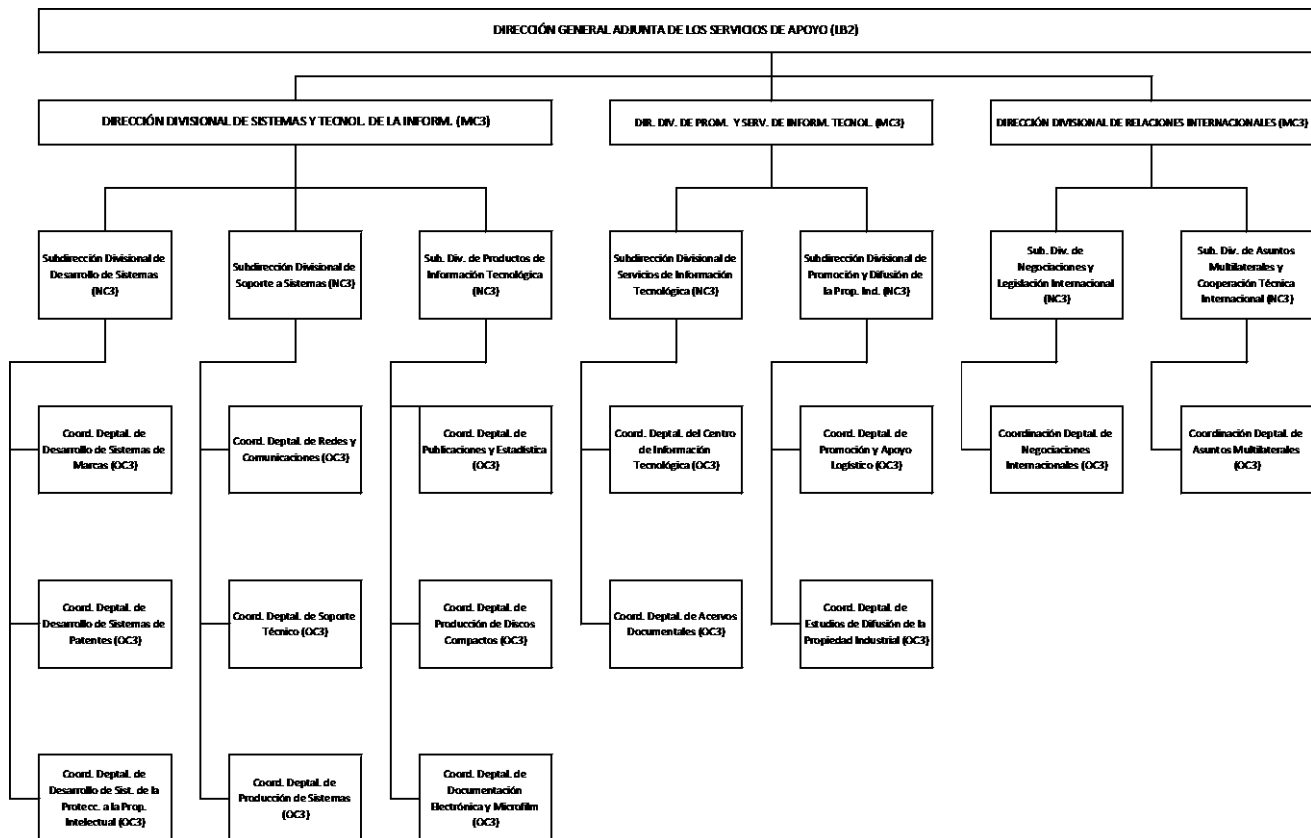 DIRECCIÓN GENERAL ADJUNTA DE LOS SERVICIOS DE APOYO (LB2)
DIRECCIÓN DIVISIONAL DE SISTEMAS Y TECNOL. DE LA INFORM. (MC3)
DIR. DIV. DE PROM. Y SERV. DE INFORM. TECNOL. (MC3)
DIRECCIÓN DIVISIONAL DE RELACIONES INTERNACIONALES (MC3)
Subdirección Divisional de
Desarrollo de Sistemas
(NC3)
Subdirección Divisional de
Soporte a Sistemas (NC3)
Sub. Div. de Productos de
Información Tecnológica
(NC3)
Subdirección Divisional de
Servicios de Información
Tecnológica (NC3)
Subdirección Divisional de
Promoción y Difusión de
la Prop. Ind. (NC3)
Sub. Div. de
Negociaciones y
Legislación Internacional
(NC3)
Sub. Div. de Asuntos
Multilaterales y
Cooperación Técnica
Internacional (NC3)
Coord. Deptal. de
Desarrollo de Sistemas de
Marcas (OC3)
Coord. Deptal. de Redes y
Comunicaciones (OC3)
Coord. Deptal. de
Publicaciones y Estadística
(OC3)
Coord. Deptal. del Centro
de Información
Tecnológica (OC3)
Coord. Deptal. de
Promoción y Apoyo
Logístico (OC3)
Coordinación Deptal. de
Negociaciones
Internacionales (OC3)
Coordinación Deptal. de
Asuntos Multilaterales
(OC3)
Coord. Deptal. de
Desarrollo de Sistemas de
Patentes (OC3)
Coord. Deptal. de Soporte
Técnico (OC3)
Coord. Deptal. de
Producción de Discos
Compactos (OC3)
Coord. Deptal. de Acervos
Documentales (OC3)
Coord. Deptal. de
Estudios de Difusión de la
Propiedad Industrial (OC3)
Coord. Deptal. de
Desarrollo de Sist. de la
Protecc. a la Prop.
Intelectual (OC3)
Coord. Deptal. de
Producción de Sistemas
(OC3)
Coord. Deptal. de
Documentación
Electrónica y Microfilm
(OC3)